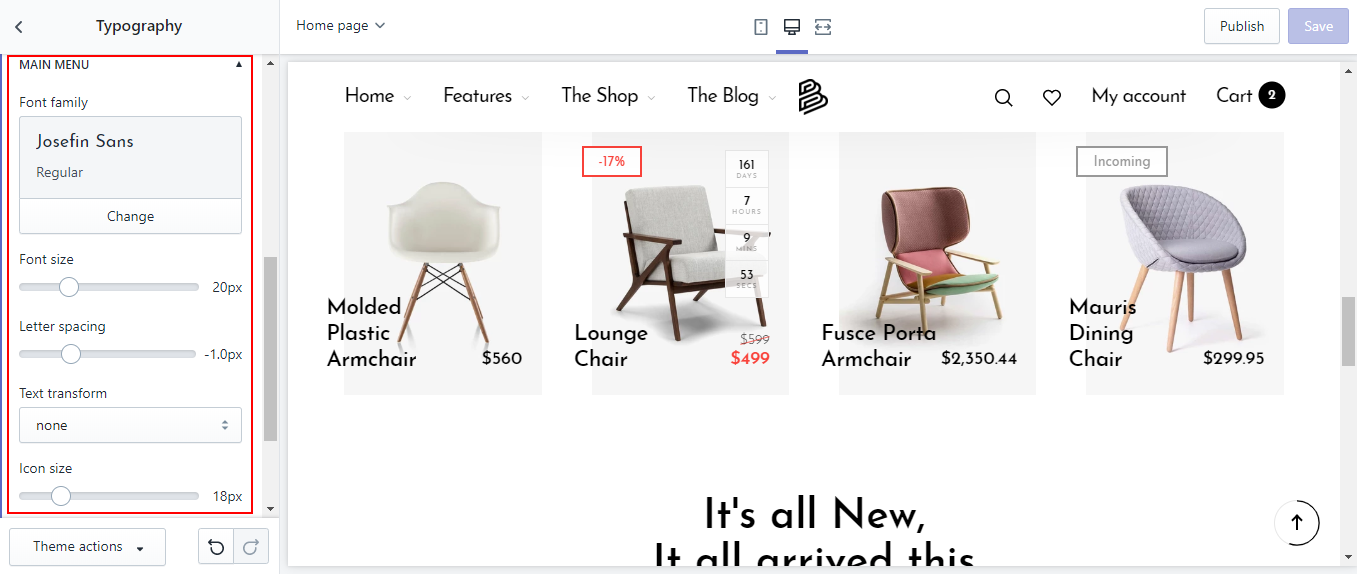 Typography
Home page
Publish
Save
MAIN MENU
Font family
Josefin Sans
Regular
Change
Font size
20px
Letter spacing
-1.0px
Text transform
none
Icon size
18px
Theme actions
Home
Features
The Shop
The Blog
My account
Cart 2
Molded
Plastic
Armchair
$560
-17%
161
DAYS
7
HOURS
9
MINS
53
SECS
Lounge
Chair
$599
$499
Fusce Porta
Armchair
$2,350.44
Incoming
Mauris
Dining
Chair
$299.95
It's all New,
It all arrived this